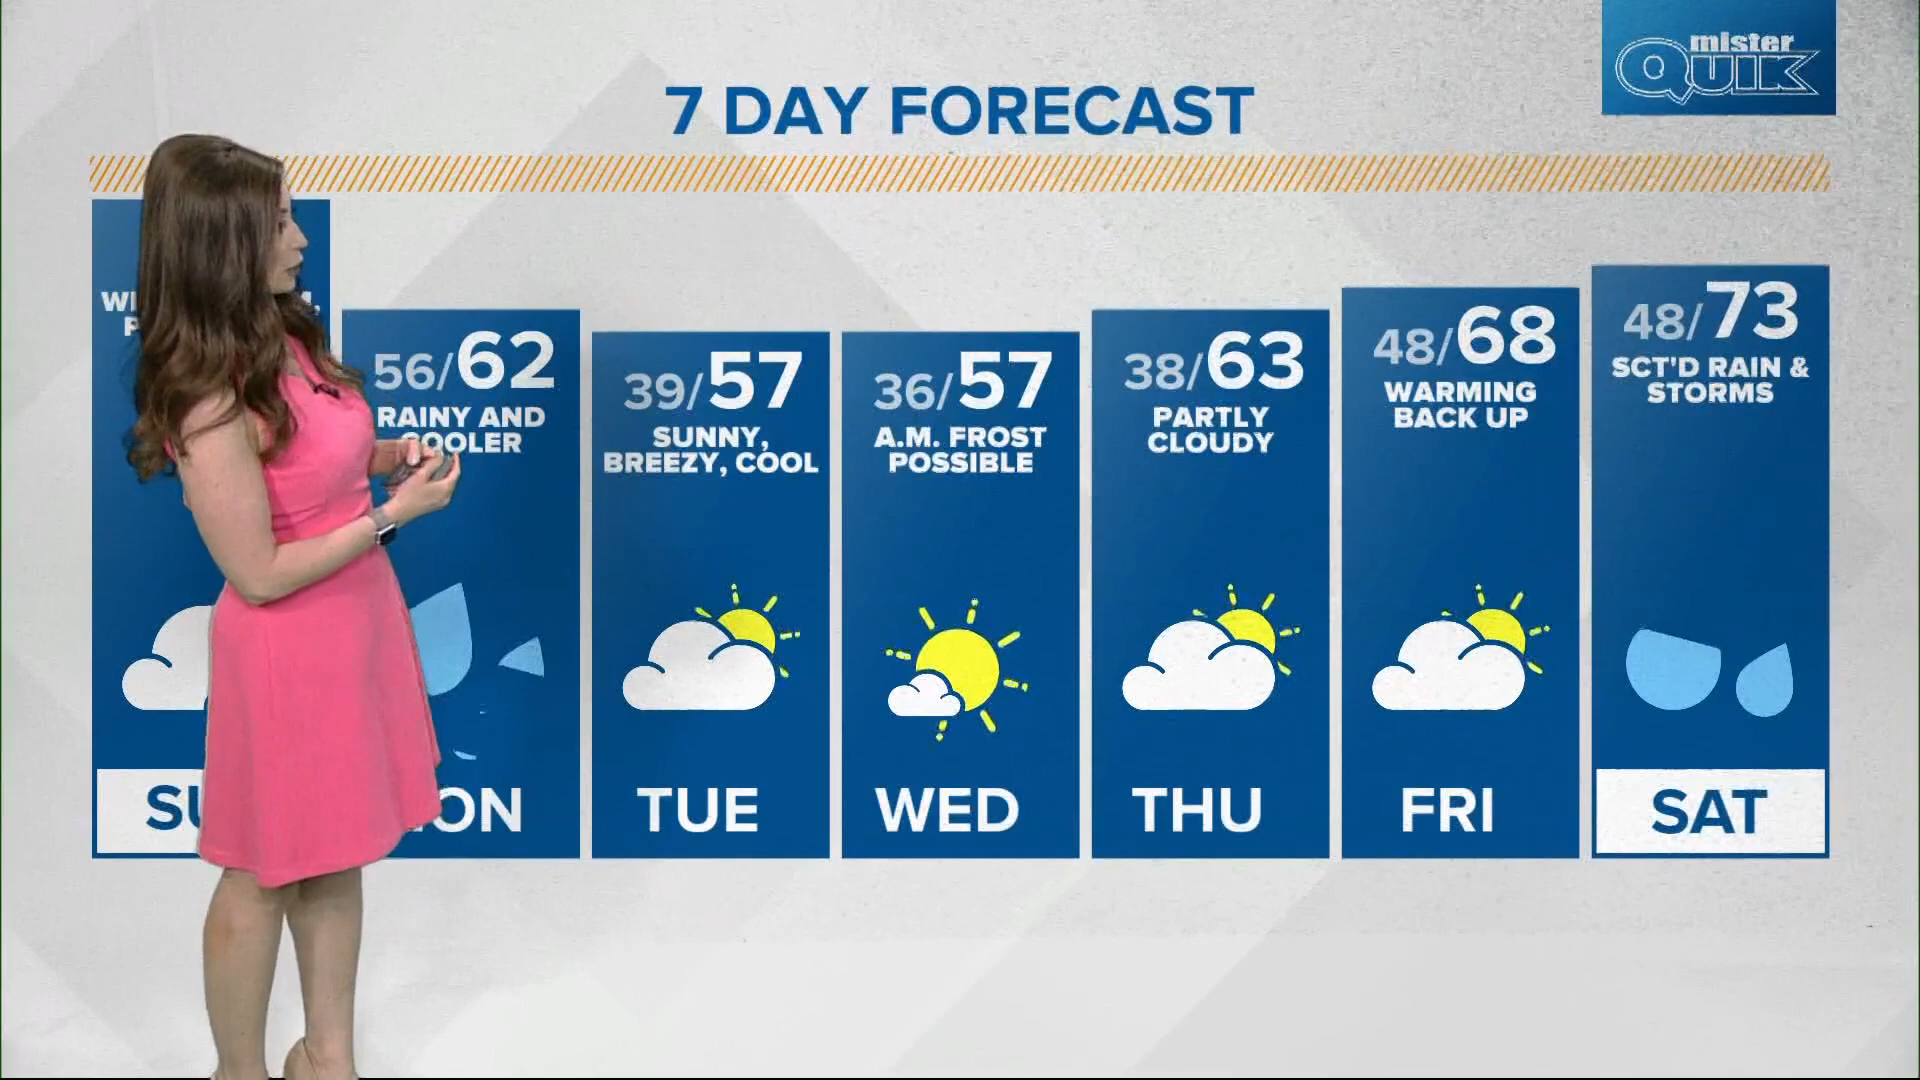 mister
QUIK
7 DAY FORECAST
56/62
RAINY AND
COOLER
39/57
SUNNY,
BREEZY, COOL
36/57
A.M. FROST
POSSIBLE
38/63
PARTLY
CLOUDY
48/68
WARMING
BACK UP
48/73
SCT'D RAIN &
STORMS
TUE
WED
THU
FRI
SAT